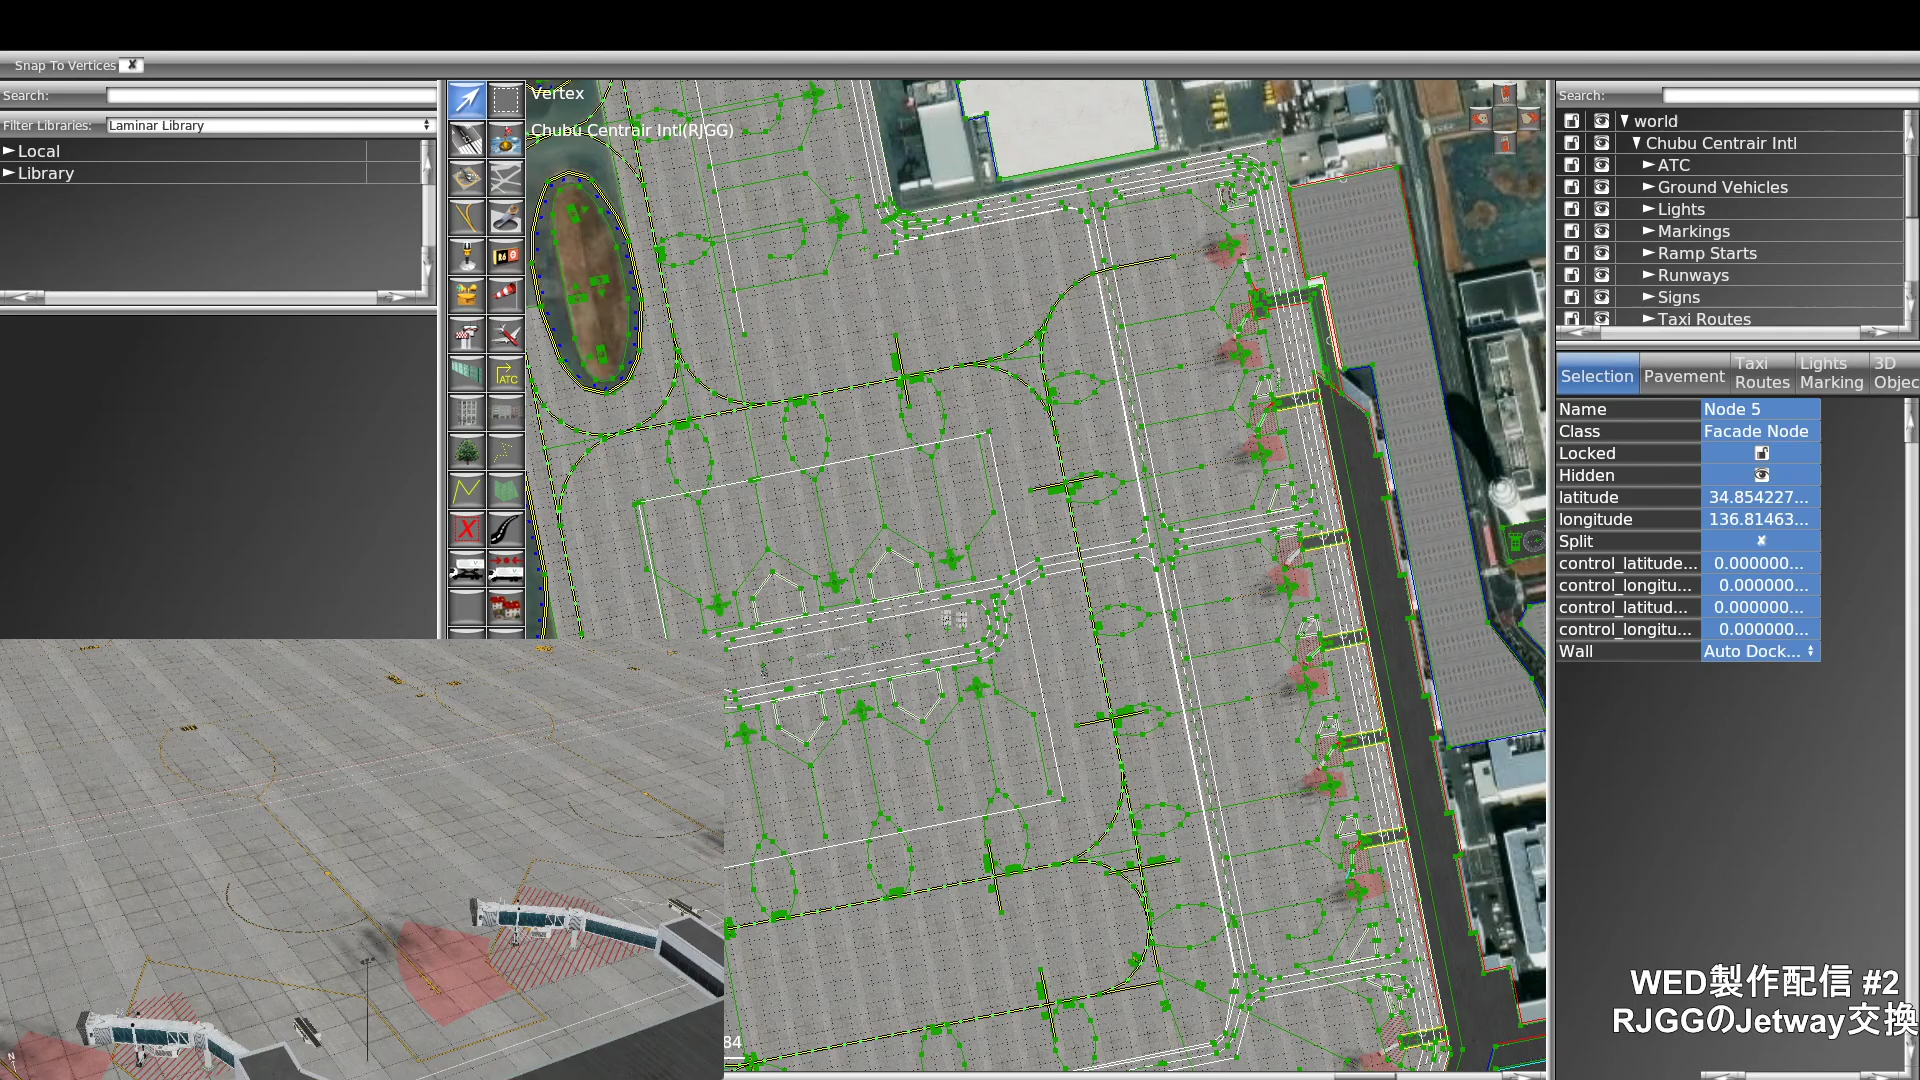 Snap To Vertices
Search:
Filter Libraries: Laminar Library
Local
Library
Vertex
Chubu Centrair Intl(RJGG)
ATC
84
Search:
world
Chubu Centrair Intl
ATC
Ground Vehicles
Lights
Markings
Ramp Starts
Runways
Signs
Taxi Routes
Selection
Pavement
Taxi Routes
Lights Marking
3D Objec
Name Node 5
Class Facade Node
Locked
Hidden
latitude 34.854227...
longitude 136.81463...
Split
control_latitude... 0.000000...
control_longitu... 0.000000...
control_latitud... 0.000000...
control_longitu... 0.000000...
Wall Auto Dock...
WED製作配信 #2
RJGGのJetway交換
N